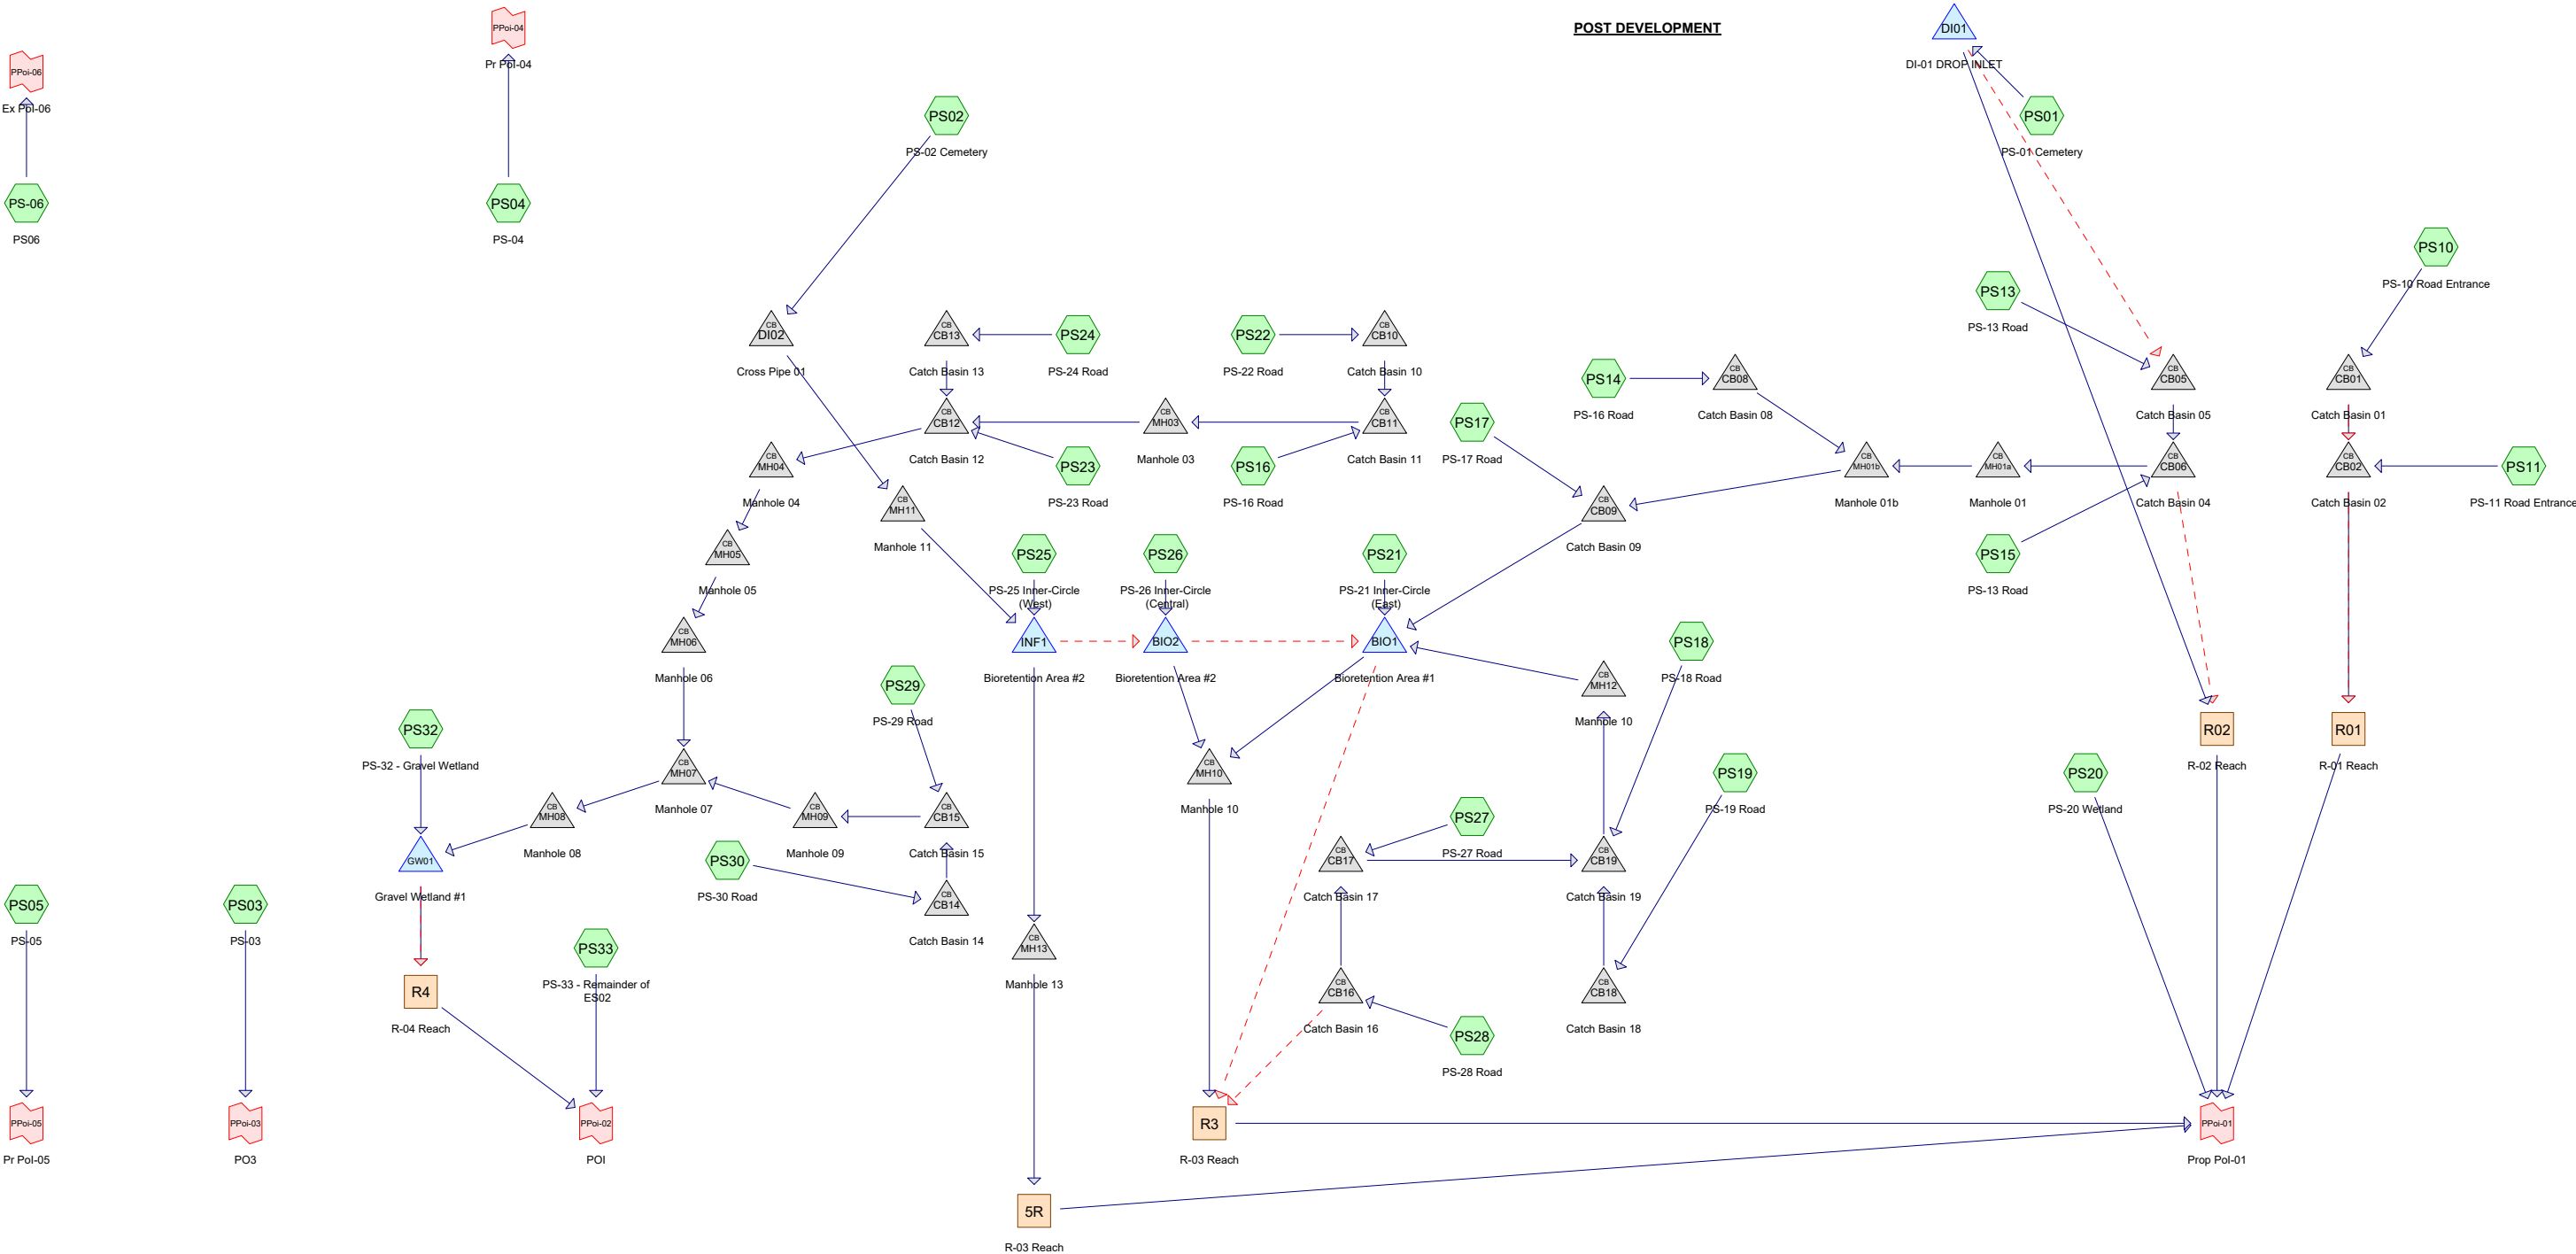 POST DEVELOPMENT
PPoi-04
Pr PoI-04
DI01
DI-01 DROP INLET
PPoi-06
Ex PoI-06
PS02
PS-02 Cemetery
PS01
PS-01 Cemetery
PS-06
PS06
PS04
PS-04
PS10
PS-10 Road Entrance
PS13
PS-13 Road
CB
DI02
Cross Pipe 01
CB
CB13
Catch Basin 13
PS24
PS-24 Road
PS22
PS-22 Road
CB
CB10
Catch Basin 10
PS14
PS-16 Road
CB
CB08
Catch Basin 08
CB
CB05
Catch Basin 05
CB
CB01
Catch Basin 01
CB
CB12
Catch Basin 12
CB
MH03
Manhole 03
CB
CB11
Catch Basin 11
PS17
PS-17 Road
CB
MH04
Manhole 04
PS23
PS-23 Road
PS16
PS-16 Road
CB
MH01b
Manhole 01b
CB
MH01a
Manhole 01
CB
CB06
Catch Basin 04
CB
CB02
Catch Basin 02
PS11
PS-11 Road Entrance
CB
MH11
Manhole 11
CB
CB09
Catch Basin 09
CB
MH05
Manhole 05
PS25
PS-25 Inner-Circle
(West)
PS26
PS-26 Inner-Circle
(Central)
PS21
PS-21 Inner-Circle
(East)
PS15
PS-13 Road
CB
MH06
Manhole 06
INF1
Bioretention Area #2
BIO2
Bioretention Area #2
BIO1
Bioretention Area #1
PS18
PS-18 Road
PS29
PS-29 Road
CB
MH12
Manhole 10
PS32
PS-32 - Gravel Wetland
R02
R-02 Reach
R01
R-01 Reach
CB
MH07
Manhole 07
CB
MH10
Manhole 10
PS19
PS-19 Road
PS20
PS-20 Wetland
CB
MH08
Manhole 08
CB
MH09
Manhole 09
CB
CB15
Catch Basin 15
PS27
PS-27 Road
GW01
Gravel Wetland #1
PS30
PS-30 Road
CB
CB17
Catch Basin 17
CB
CB19
Catch Basin 19
PS05
PS-05
PS03
PS-03
CB
CB14
Catch Basin 14
PS33
PS-33 - Remainder of
ES02
CB
MH13
Manhole 13
R4
R-04 Reach
CB
CB16
Catch Basin 16
CB
CB18
Catch Basin 18
PS28
PS-28 Road
PPoi-05
Pr PoI-05
PPoi-03
PO3
PPoi-02
POI
R3
R-03 Reach
PPoi-01
Prop PoI-01
5R
R-03 Reach